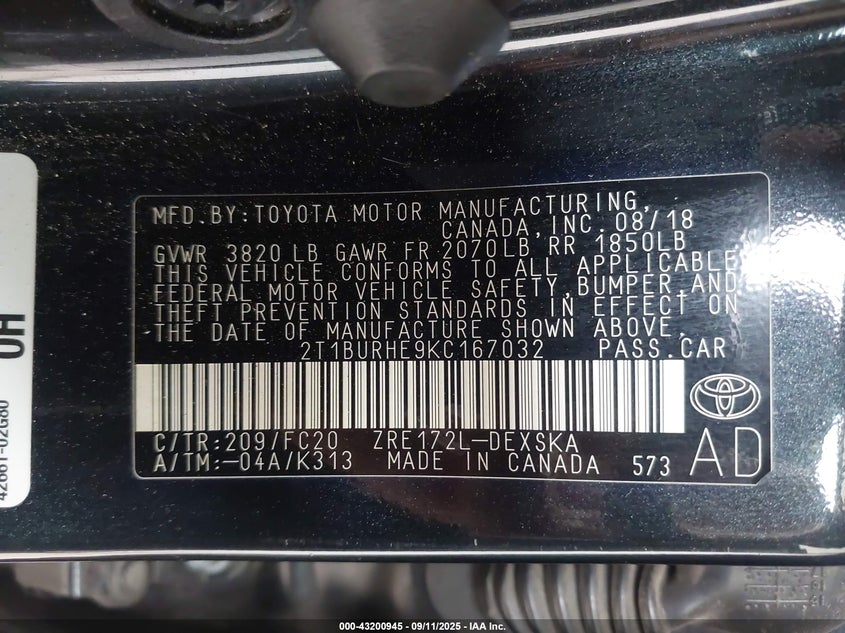 MFD. BY: TOYOTA MOTOR MANUFACTURING,
CANADA, INC. 08/18
GVWR 3820 LB GAWR FR 2070LB RR 1850LB
THIS VEHICLE CONFORMS TO ALL APPLICABLE
FEDERAL MOTOR VEHICLE SAFETY, BUMPER, AND
THEFT PREVENTION STANDARDS IN EFFECT ON
THE DATE OF MANUFACTURE SHOWN ABOVE.
2T1BURHE9KC167032 PASS.CAR
C/TR:209/FC20 ZRE172L-DEXSKA
A/TM:-04A/K313 MADE IN CANADA 573
AD
HO
42661-02G80
000-43200945 - 09/11/2025 - IAA Inc.